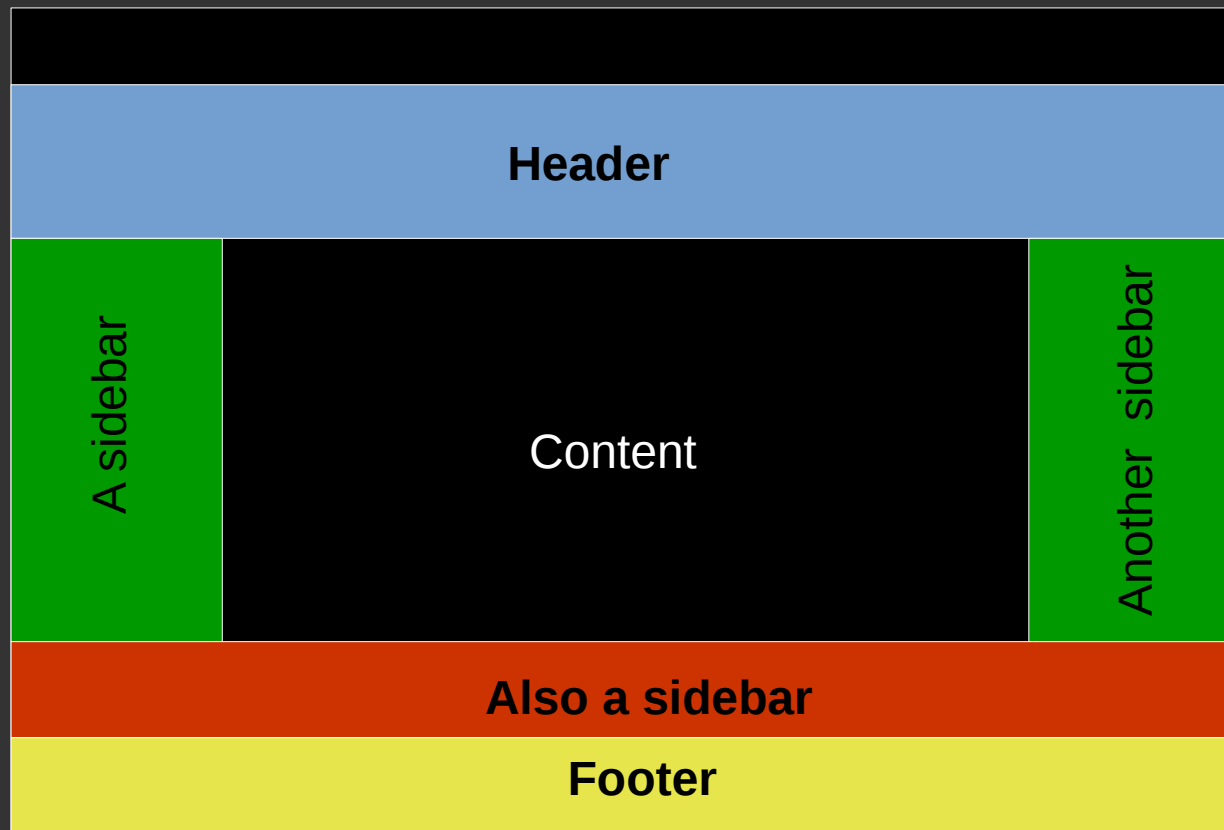 Header
A sidebar
Content
Another sidebar
Also a sidebar
Footer